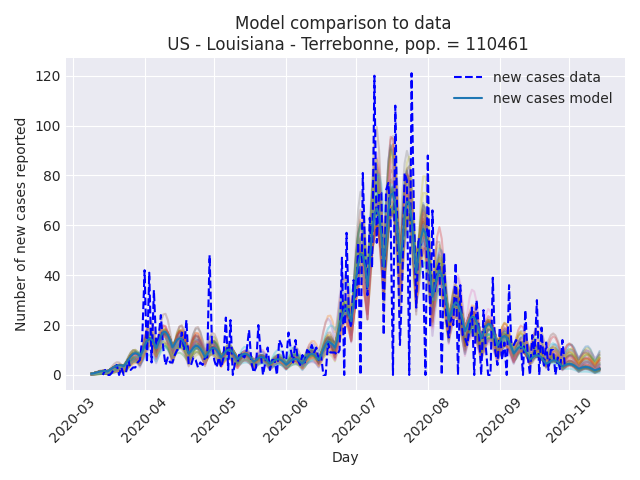 Model comparison to data
US - Louisiana - Terrebonne, pop. = 110461
new cases data
new cases model
Number of new cases reported
120
100
80
60
40
20
0
2020-03
2020-04
2020-05
2020-06
2020-07
2020-08
2020-09
2020-10
Day